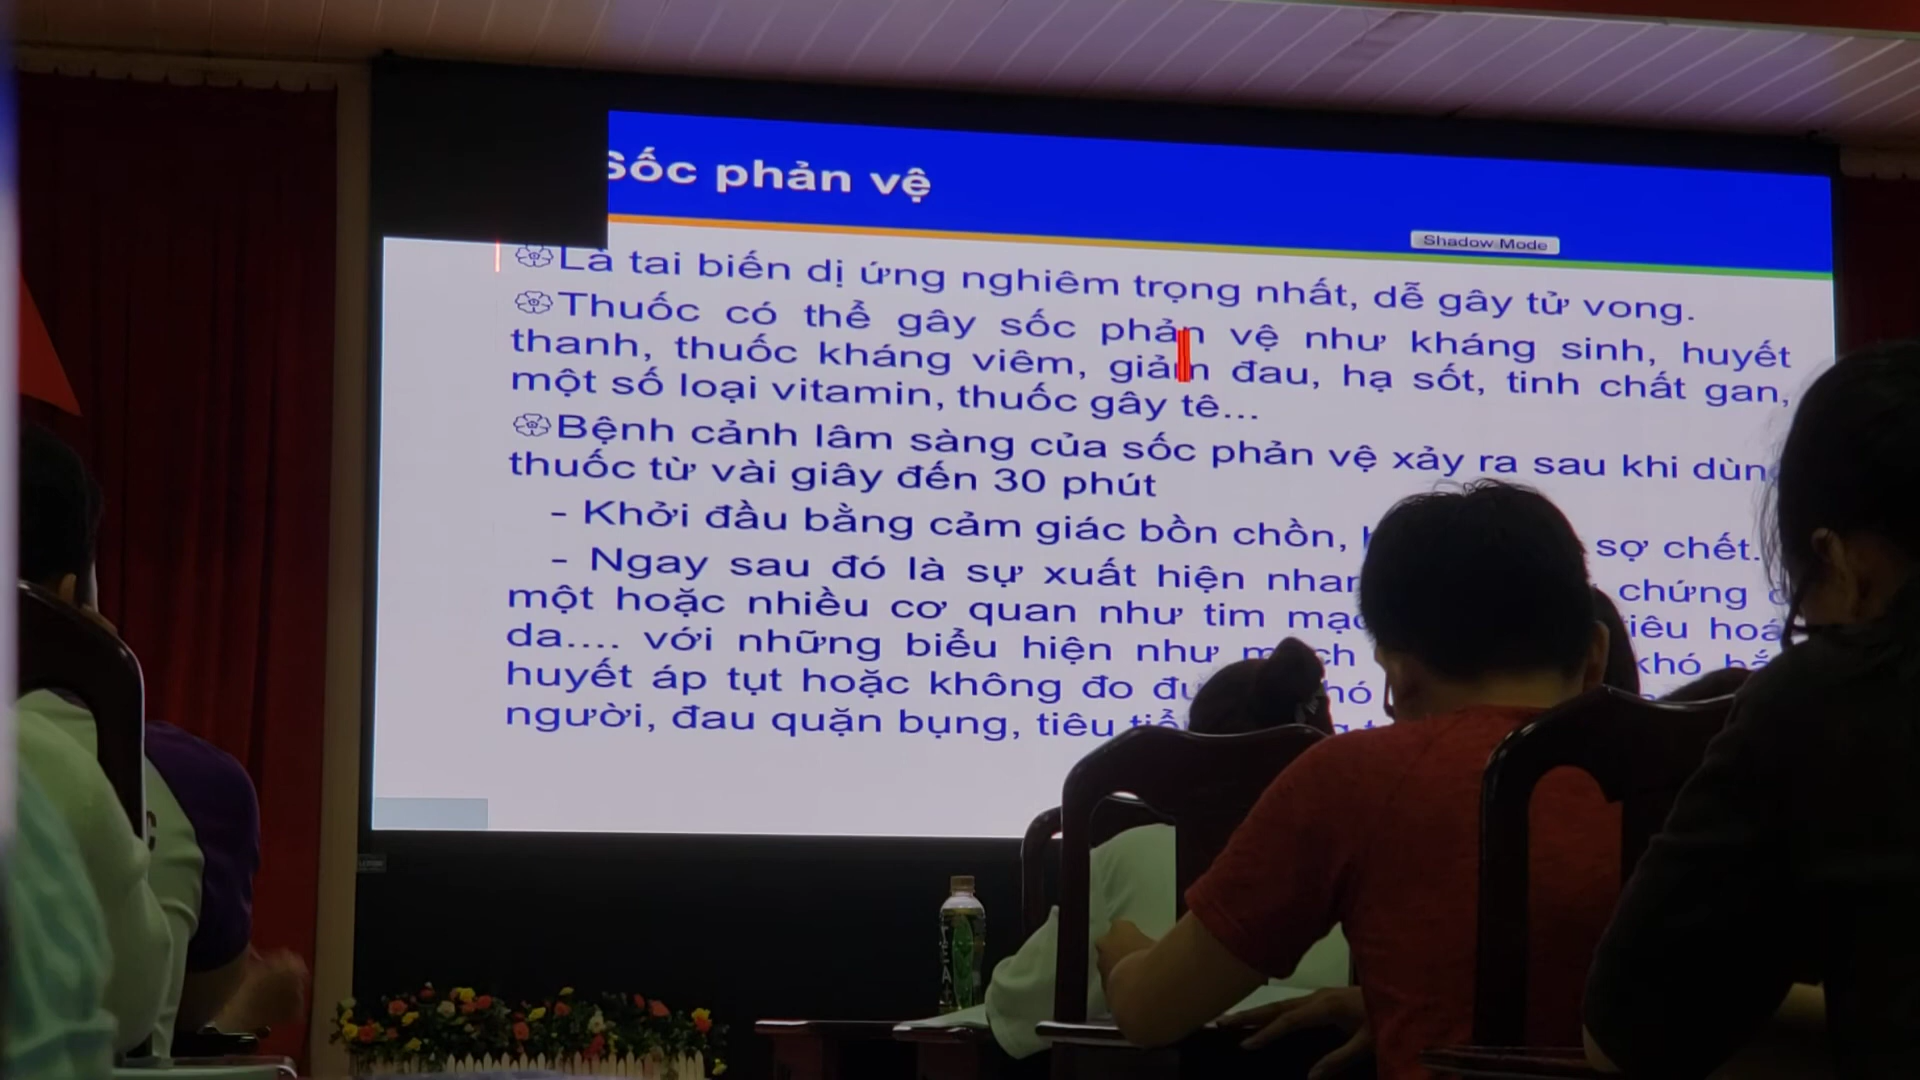 Sốc phản vệ
Shadow Mode
Là tai biến dị ứng nghiêm trọng nhất, dễ gây tử vong.
Thuốc có thể gây sốc phản vệ như kháng sinh, huyết
thanh, thuốc kháng viêm, giảm đau, hạ sốt, tinh chất gan,
một số loại vitamin, thuốc gây tê...
Bệnh cảnh lâm sàng của sốc phản vệ xảy ra sau khi dùng
thuốc từ vài giây đến 30 phút
- Khởi đầu bằng cảm giác bồn chồn, sợ chết.
- Ngay sau đó là sự xuất hiện chứng
một hoặc nhiều cơ quan như tim hoá
da.... với những biểu hiện như khó
huyết áp tụt hoặc không đo
người, đau quặn bụng, tiêu